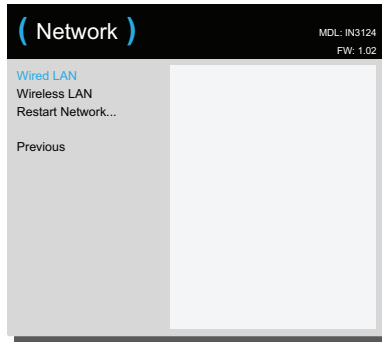 ( Network )
MDL: IN3124
FW: 1.02
Wired LAN
Wireless LAN
Restart Network...
Previous